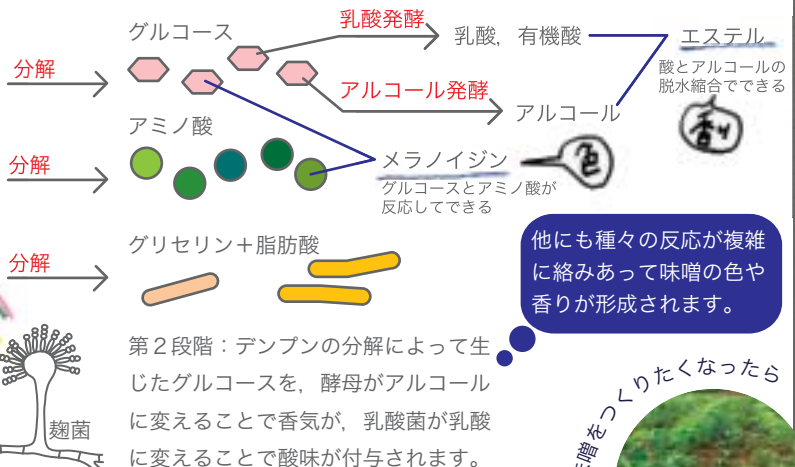 グルコース
乳酸発酵
乳酸，有機酸
エステル
酸とアルコールの
脱水縮合でできる
香り
分解
アルコール発酵
アルコール
アミノ酸
分解
メラノイジン
色
グルコースとアミノ酸が
反応してできる
グリセリン＋脂肪酸
分解
他にも種々の反応が複雑
に絡みあって味噌の色や
香りが形成されます。
第２段階：デンプンの分解によって生
じたグルコースを，酵母がアルコール
に変えることで香気が，乳酸菌が乳酸
に変えることで酸味が付与されます。
麹菌
噌をつくりたくなったら